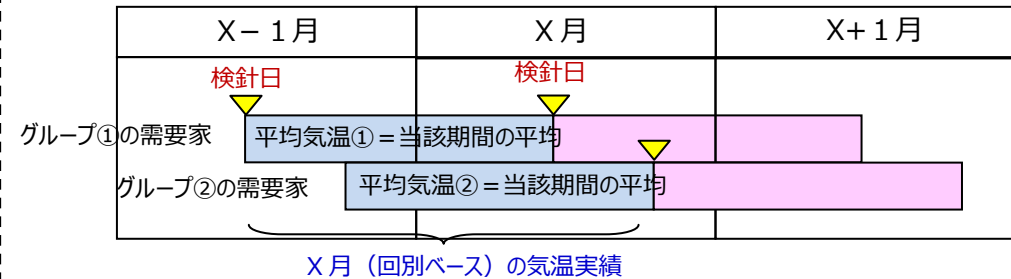 X−1月
X月
X+1月
検針日
検針日
グループ①の需要家
平均気温①=当該期間の平均
グループ②の需要家
平均気温②=当該期間の平均
X月（回別ベース）の気温実績